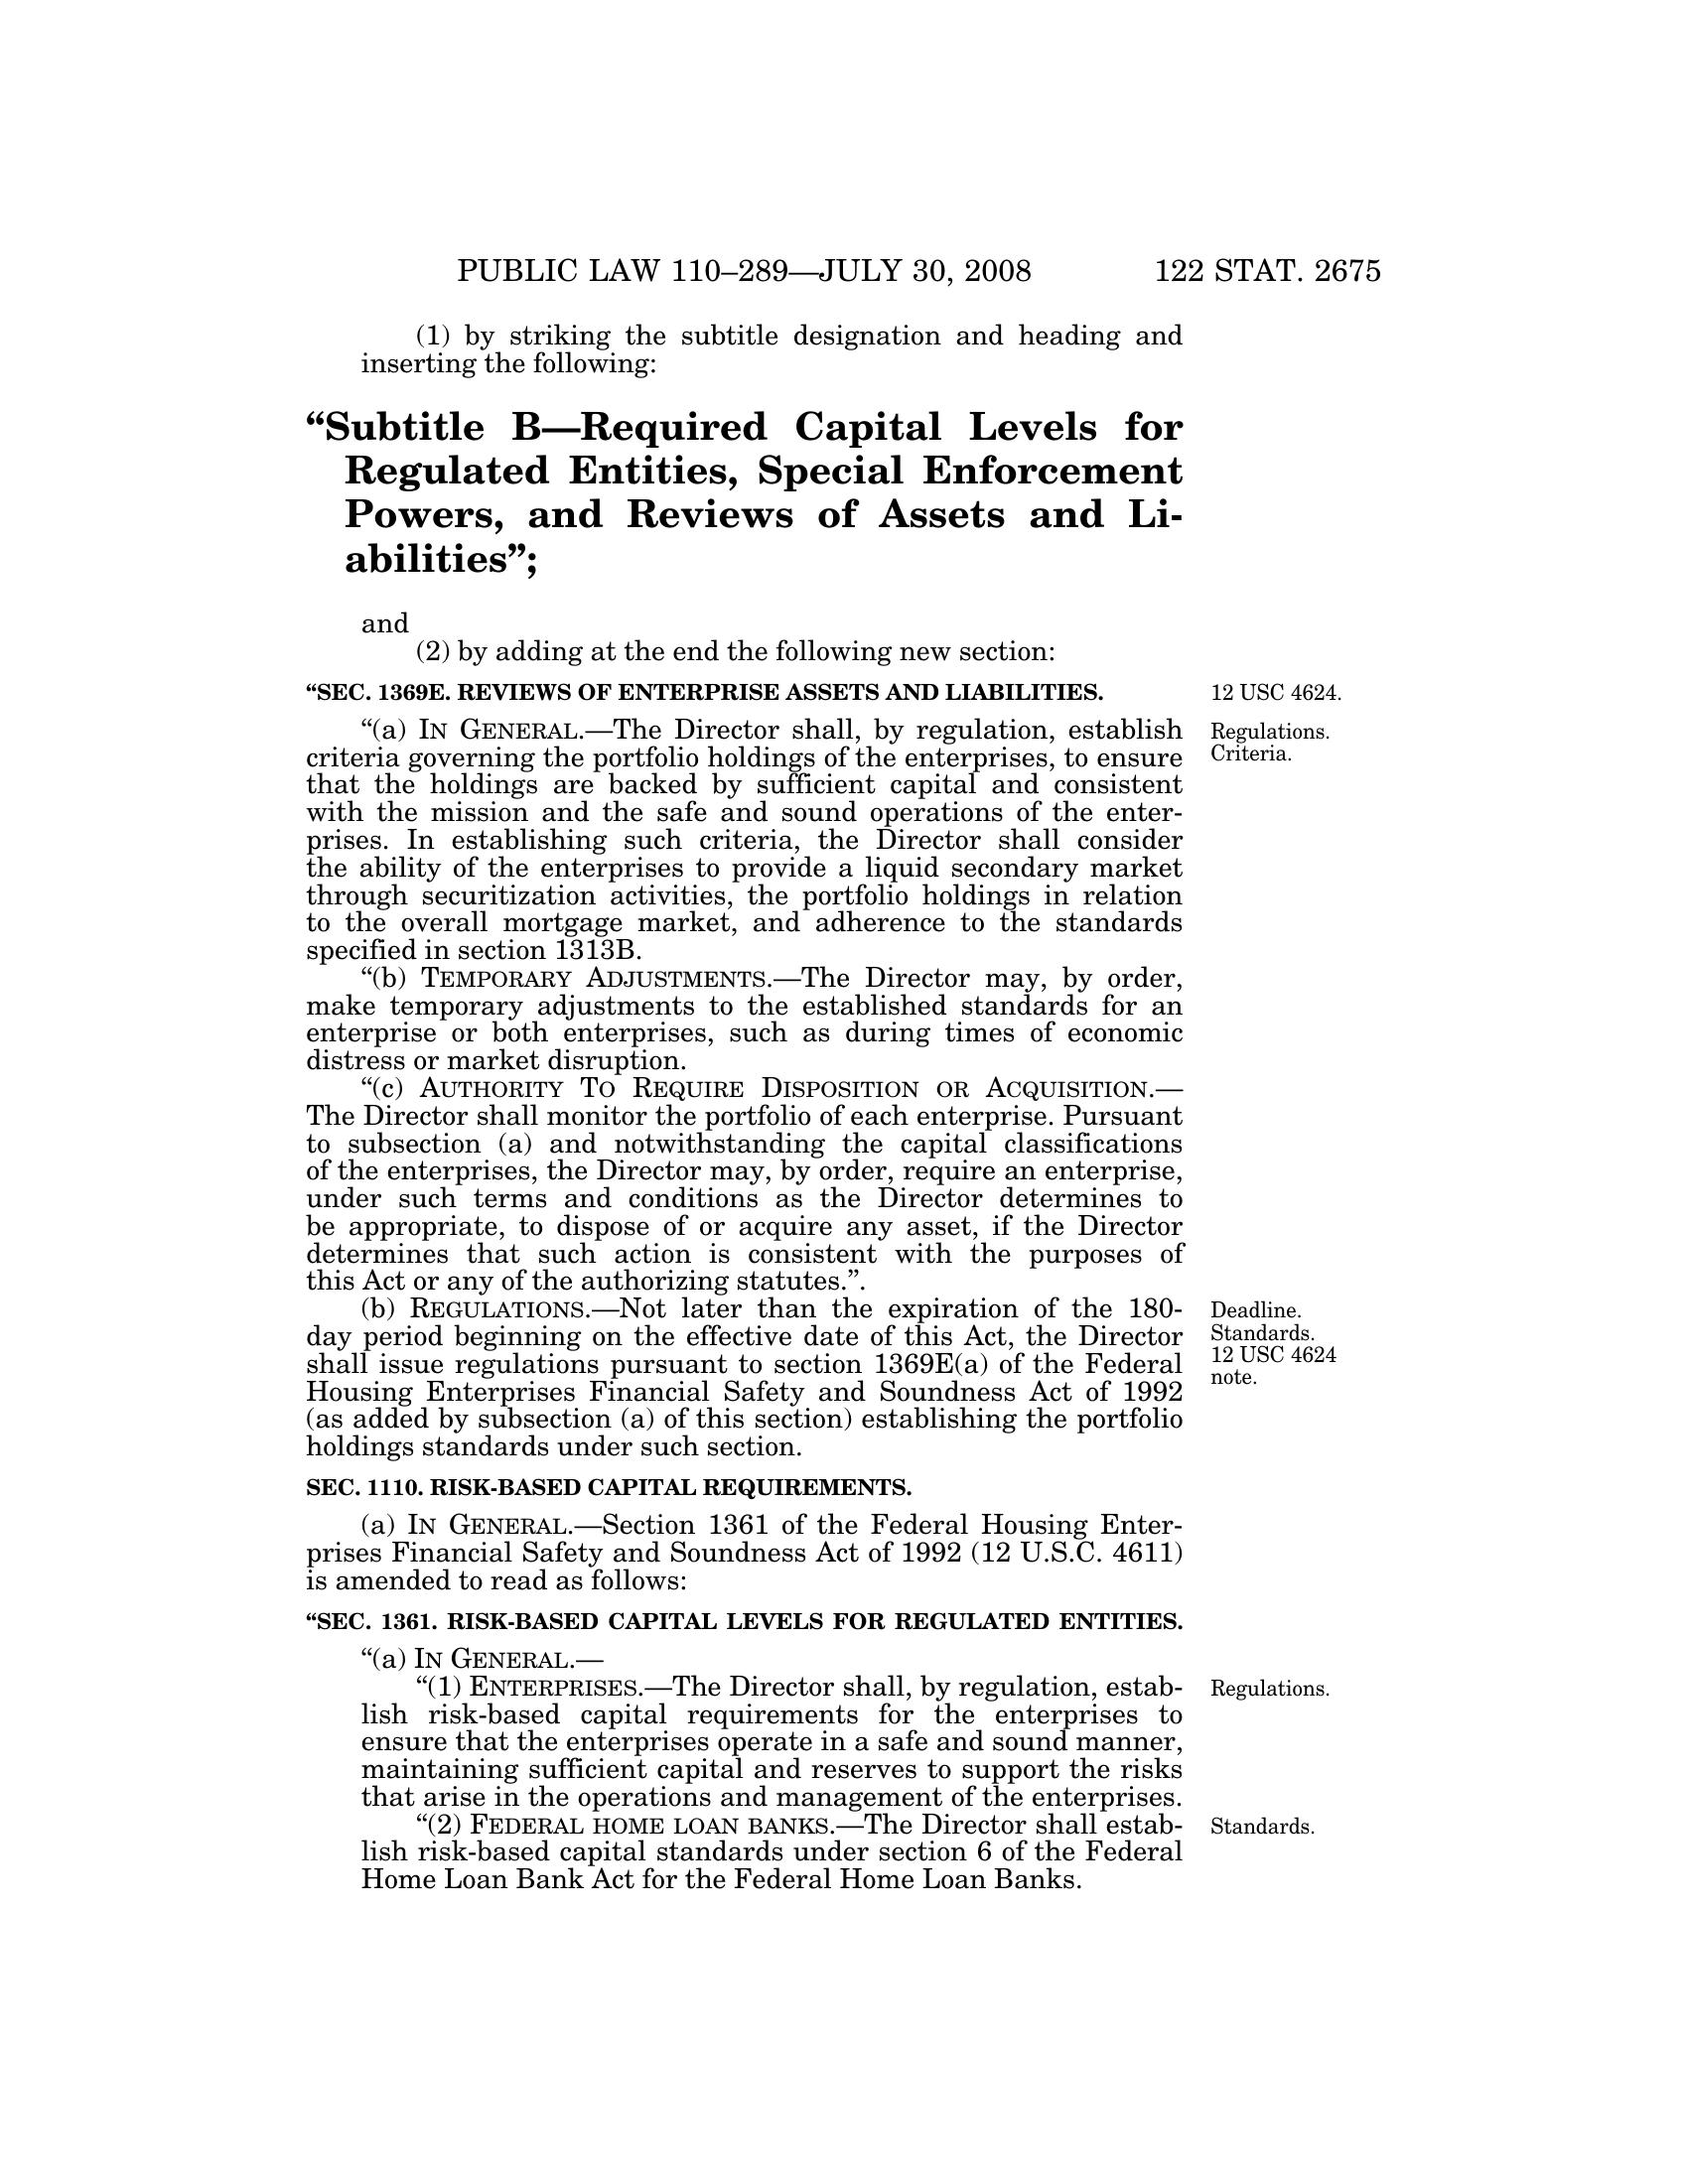 PUBLIC LAW 110–289—JULY 30, 2008 122 STAT. 2675
(1) by striking the subtitle designation and heading and
inserting the following:
“Subtitle B—Required Capital Levels for
Regulated Entities, Special Enforcement
Powers, and Reviews of Assets and Li-
abilities”;
and
(2) by adding at the end the following new section:
“SEC. 1369E. REVIEWS OF ENTERPRISE ASSETS AND LIABILITIES.
12 USC 4624.
“(a) IN GENERAL.—The Director shall, by regulation, establish
criteria governing the portfolio holdings of the enterprises, to ensure
that the holdings are backed by sufficient capital and consistent
with the mission and the safe and sound operations of the enter-
prises. In establishing such criteria, the Director shall consider
the ability of the enterprises to provide a liquid secondary market
through securitization activities, the portfolio holdings in relation
to the overall mortgage market, and adherence to the standards
specified in section 1313B.
Regulations.
Criteria.
“(b) TEMPORARY ADJUSTMENTS.—The Director may, by order,
make temporary adjustments to the established standards for an
enterprise or both enterprises, such as during times of economic
distress or market disruption.
“(c) AUTHORITY TO REQUIRE DISPOSITION OR ACQUISITION.—
The Director shall monitor the portfolio of each enterprise. Pursuant
to subsection (a) and notwithstanding the capital classifications
of the enterprises, the Director may, by order, require an enterprise,
under such terms and conditions as the Director determines to
be appropriate, to dispose of or acquire any asset, if the Director
determines that such action is consistent with the purposes of
this Act or any of the authorizing statutes.”.
(b) REGULATIONS.—Not later than the expiration of the 180-
day period beginning on the effective date of this Act, the Director
shall issue regulations pursuant to section 1369E(a) of the Federal
Housing Enterprises Financial Safety and Soundness Act of 1992
(as added by subsection (a) of this section) establishing the portfolio
holdings standards under such section.
Deadline.
Standards.
12 USC 4624
note.
SEC. 1110. RISK-BASED CAPITAL REQUIREMENTS.
(a) IN GENERAL.—Section 1361 of the Federal Housing Enter-
prises Financial Safety and Soundness Act of 1992 (12 U.S.C. 4611)
is amended to read as follows:
“SEC. 1361. RISK-BASED CAPITAL LEVELS FOR REGULATED ENTITIES.
“(a) IN GENERAL.—
“(1) ENTERPRISES.—The Director shall, by regulation, estab-
lish risk-based capital requirements for the enterprises to
ensure that the enterprises operate in a safe and sound manner,
maintaining sufficient capital and reserves to support the risks
that arise in the operations and management of the enterprises.
Regulations.
“(2) FEDERAL HOME LOAN BANKS.—The Director shall estab-
lish risk-based capital standards under section 6 of the Federal
Home Loan Bank Act for the Federal Home Loan Banks.
Standards.